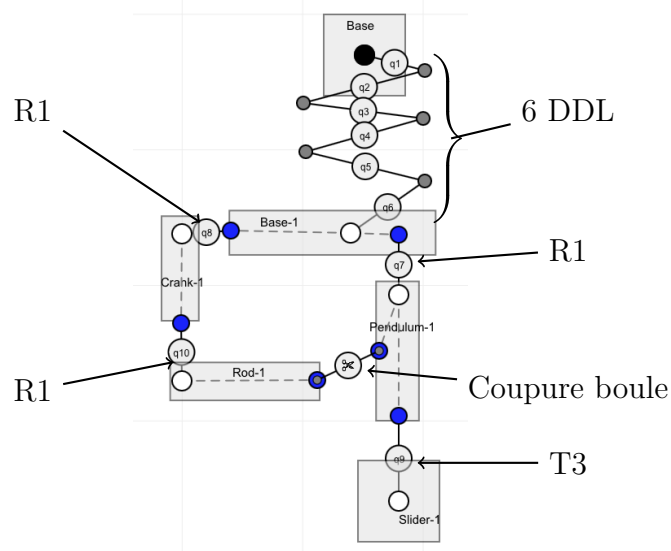 Base
q1
q2
R1
6 DDL
q3
q4
q5
q6
Base-1
q8
R1
q7
Crank-1
Pendulum-1
q10
Rod-1
R1
Coupure boule
q9
T3
Slider-1